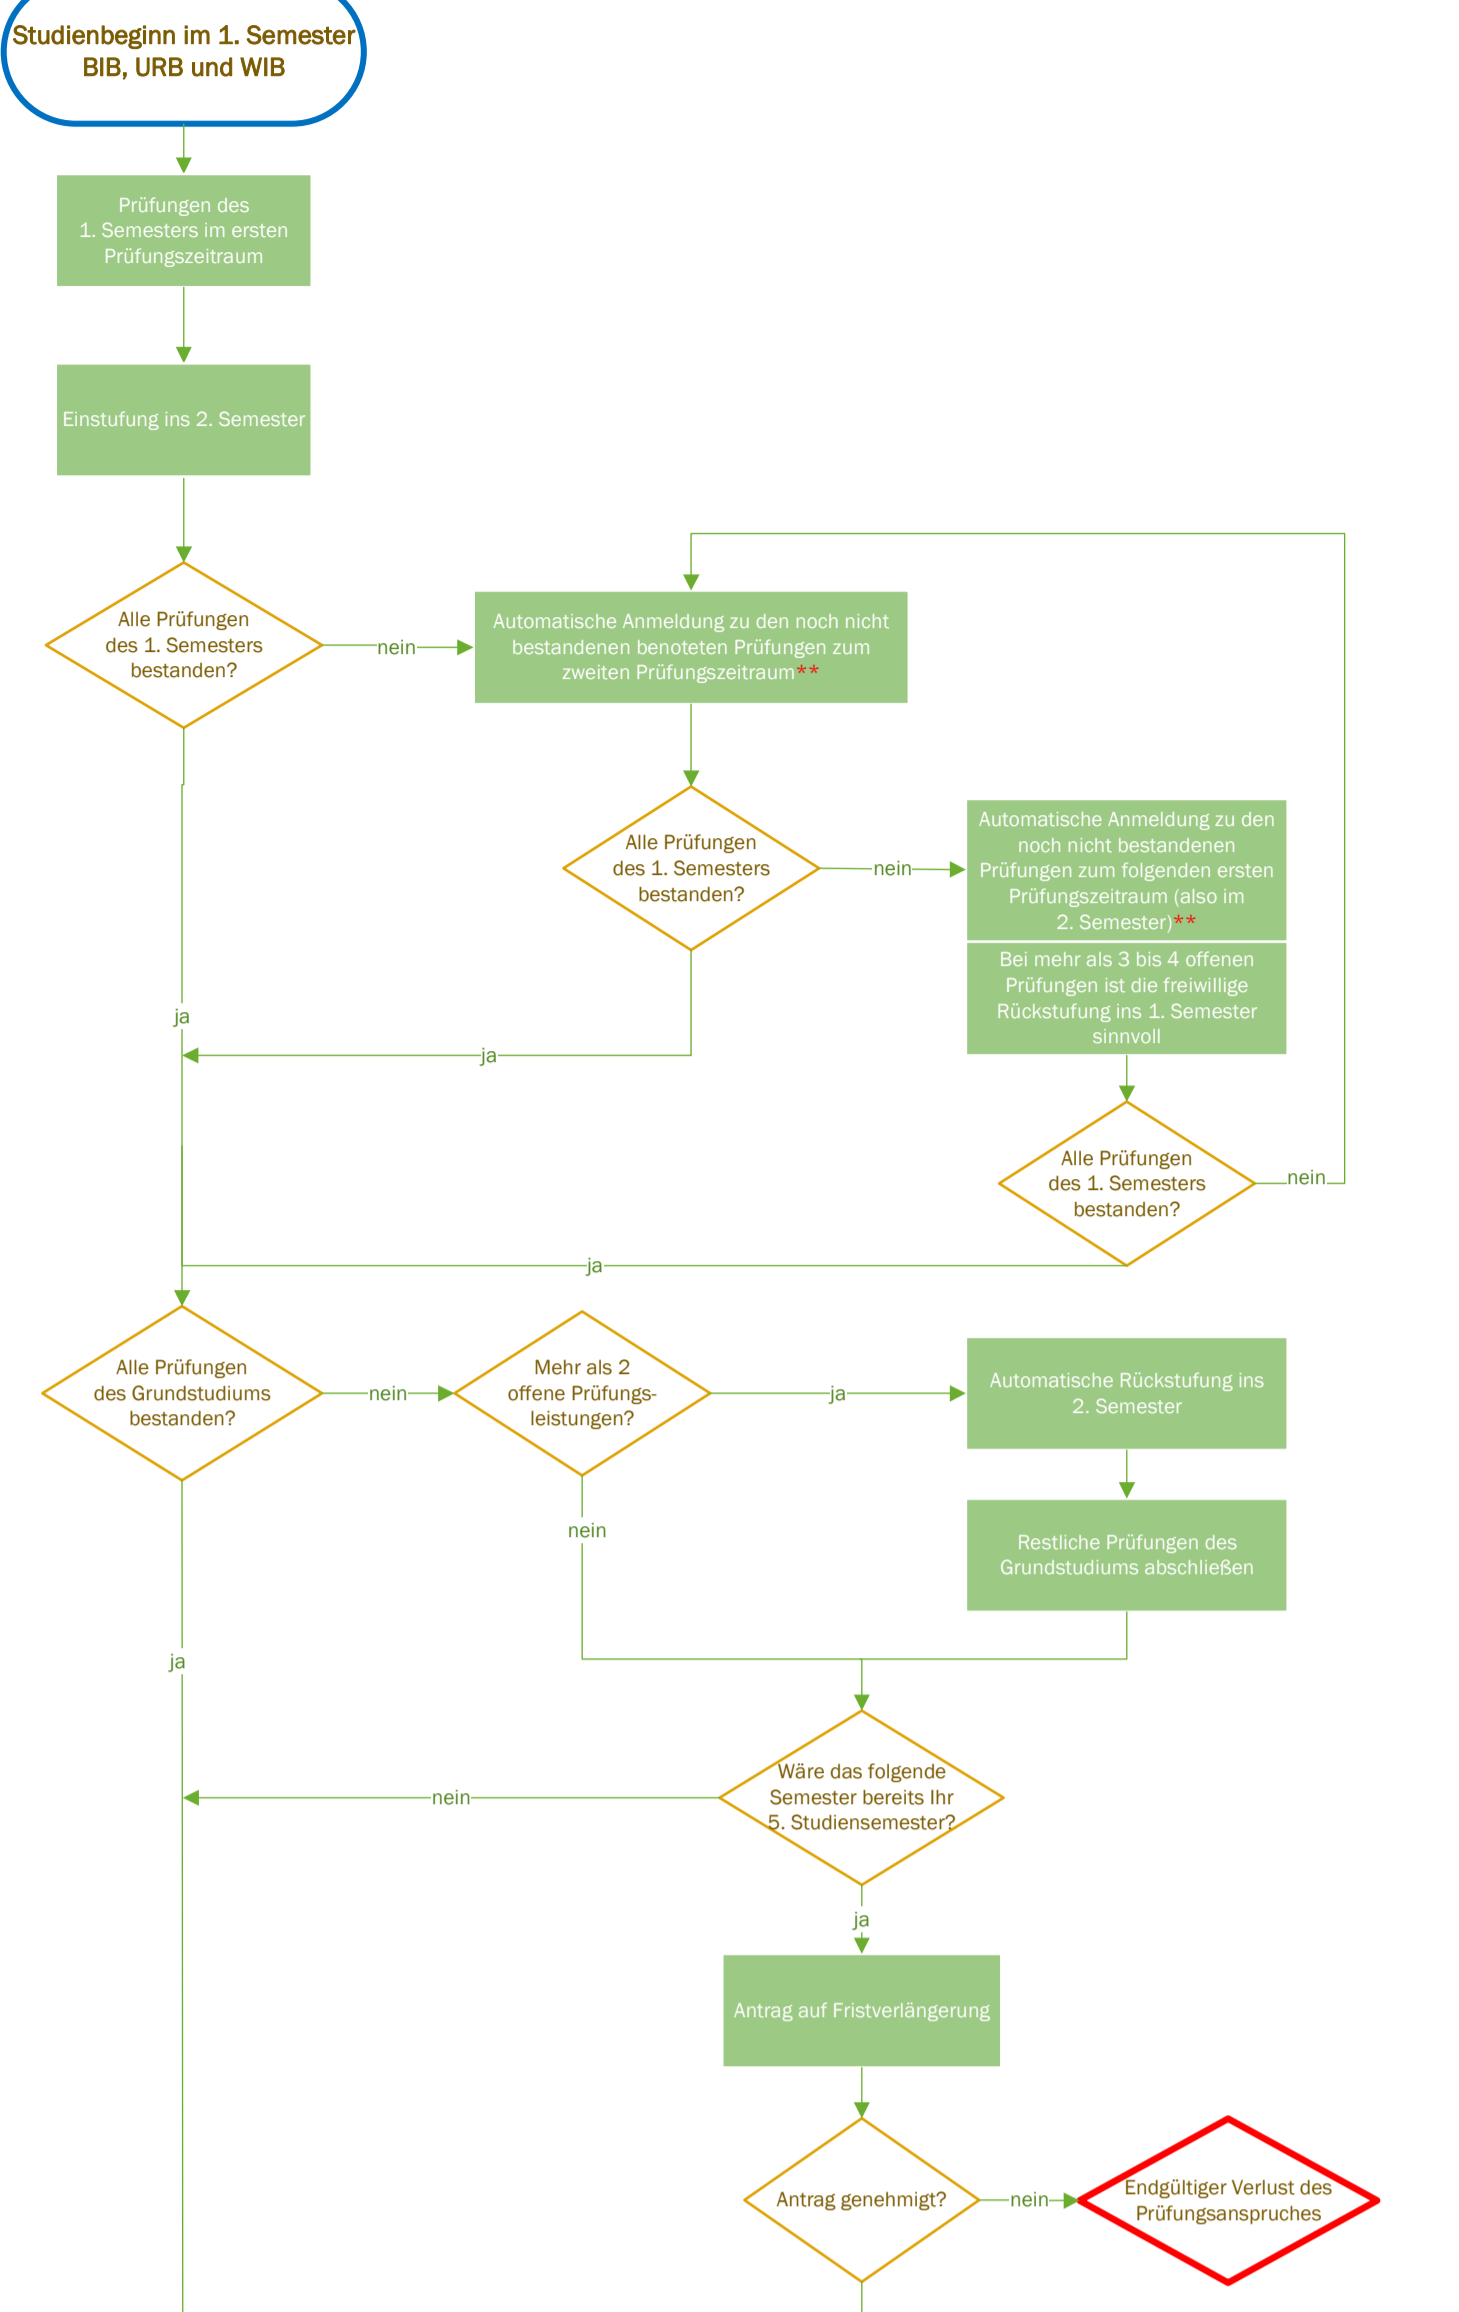 Studienbeginn im 1. Semester
BIB, URB und WIB
Prüfungen des
1. Semesters im ersten
Prüfungszeitraum
Einstufung ins 2. Semester
Alle Prüfungen
des 1. Semesters
bestanden?
nein
Automatische Anmeldung zu den noch nicht
bestandenen benoteten Prüfungen zum
zweiten Prüfungszeitraum**
Alle Prüfungen
des 1. Semesters
bestanden?
nein
Automatische Anmeldung zu den
noch nicht bestandenen
Prüfungen zum folgenden ersten
Prüfungszeitraum (also im
2. Semester)**
Bei mehr als 3 bis 4 offenen
Prüfungen ist die freiwillige
Rückstufung ins 1. Semester
sinnvoll
ja
ja
Alle Prüfungen
des 1. Semesters
bestanden?
nein
ja
Alle Prüfungen
des Grundstudiums
bestanden?
nein
Mehr als 2
offene Prüfungs-
leistungen?
ja
Automatische Rückstufung ins
2. Semester
nein
Restliche Prüfungen des
Grundstudiums abschließen
ja
Wäre das folgende
Semester bereits Ihr
5. Studiensemester?
nein
ja
Antrag auf Fristverlängerung
Antrag genehmigt?
nein
Endgültiger Verlust des
Prüfungsanspruches